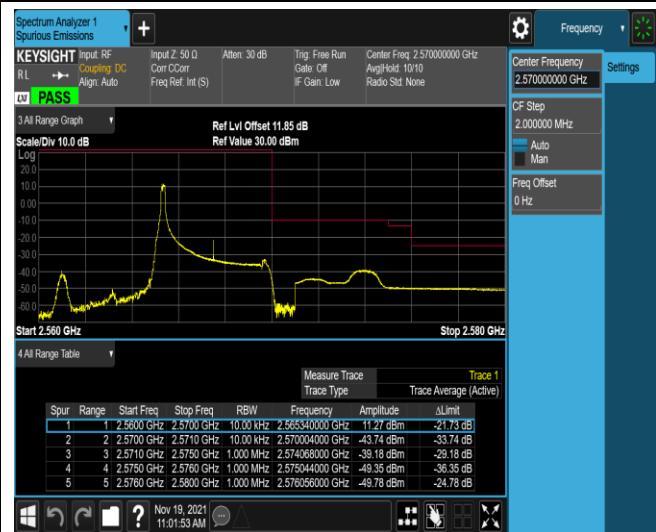 Spectrum Analyzer 1
Spurious Emissions
Frequency
KEYSIGHT
RL
Input: RF
Coupling: DC
Align: Auto
Input Z: 50 Ω
Corr CCorr
Freq Ref: Int (S)
Atten: 30 dB
Trig: Free Run
Gate: Off
IF Gain: Low
Center Freq: 2.570000000 GHz
Avg|Hold: 10/10
Radio Std: None
LXI PASS
Center Frequency
2.570000000 GHz
Settings
CF Step
2.000000 MHz
Auto
Man
Freq Offset
0 Hz
3 All Range Graph
Scale/Div 10.0 dB
Ref Lvl Offset 11.85 dB
Ref Value 30.00 dBm
Log
20.0
10.0
0.00
-10.0
-20.0
-30.0
-40.0
-50.0
-60.0
Start 2.560 GHz
Stop 2.580 GHz
4 All Range Table
Measure Trace Trace 1
Trace Type Trace Average (Active)
Spur Range Start Freq Stop Freq RBW Frequency Amplitude ΔLimit
1 1 2.5600 GHz 2.5700 GHz 10.00 kHz 2.565340000 GHz 11.27 dBm -21.73 dB
2 2 2.5700 GHz 2.5710 GHz 10.00 kHz 2.570004000 GHz -43.74 dBm -33.74 dB
3 3 2.5710 GHz 2.5750 GHz 1.000 MHz 2.574068000 GHz -39.18 dBm -29.18 dB
4 4 2.5750 GHz 2.5760 GHz 1.000 MHz 2.575044000 GHz -49.35 dBm -36.35 dB
5 5 2.5760 GHz 2.5800 GHz 1.000 MHz 2.576056000 GHz -49.78 dBm -24.78 dB
Nov 19, 2021
11:01:53 AM